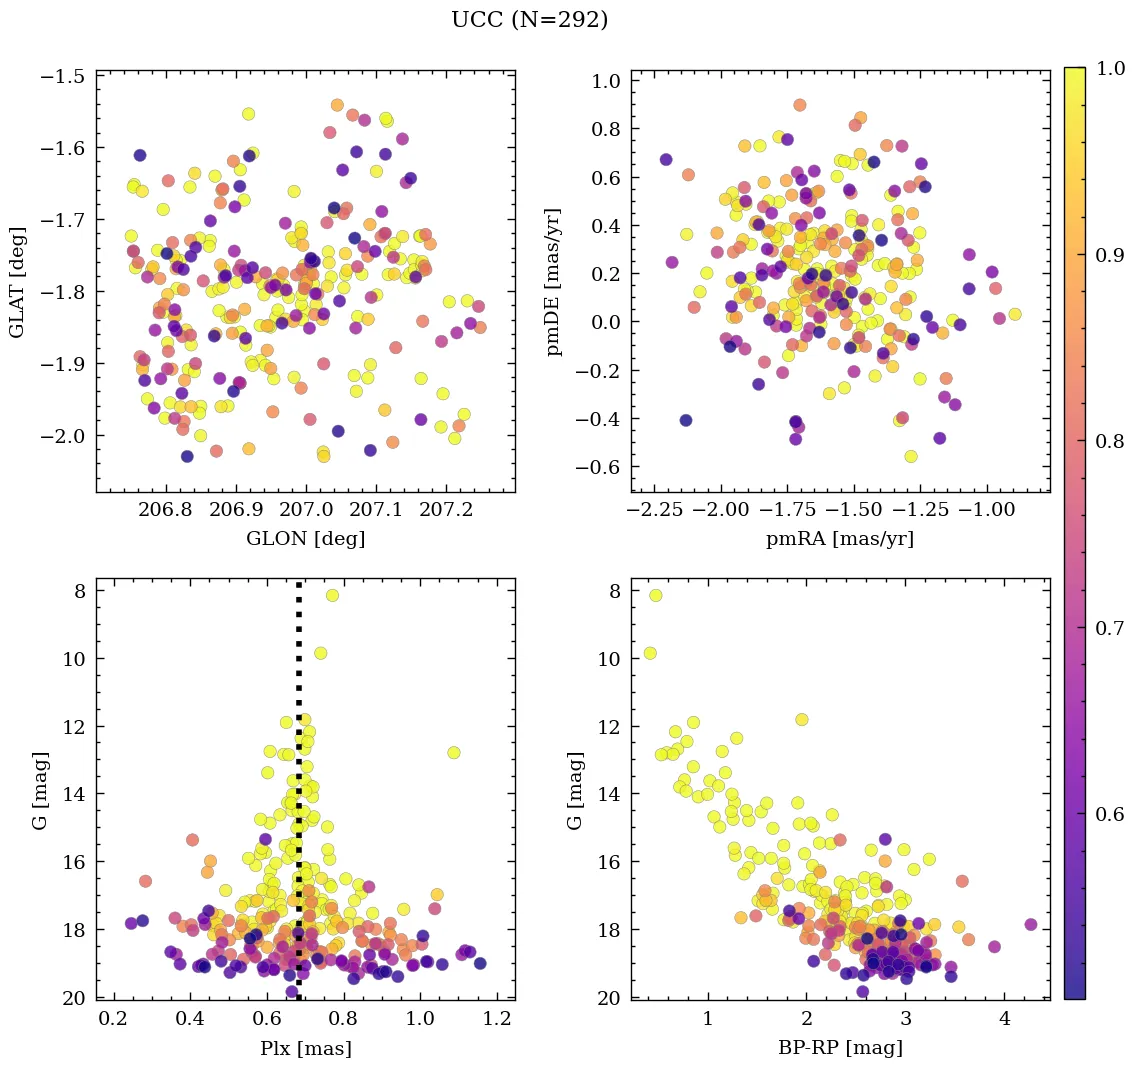 UCC (N=292)
−1.5
−1.6
−1.7
−1.8
−1.9
−2.0
GLAT [deg]
206.8 206.9 207.0 207.1 207.2
GLON [deg]
1.0
0.8
0.6
0.4
0.2
0.0
−0.2
−0.4
−0.6
pmDE [mas/yr]
−2.25 −2.00 −1.75 −1.50 −1.25 −1.00
pmRA [mas/yr]
8
10
12
14
16
18
20
G [mag]
0.2 0.4 0.6 0.8 1.0 1.2
Plx [mas]
8
10
12
14
16
18
20
G [mag]
1 2 3 4
BP-RP [mag]
1.0
0.9
0.8
0.7
0.6